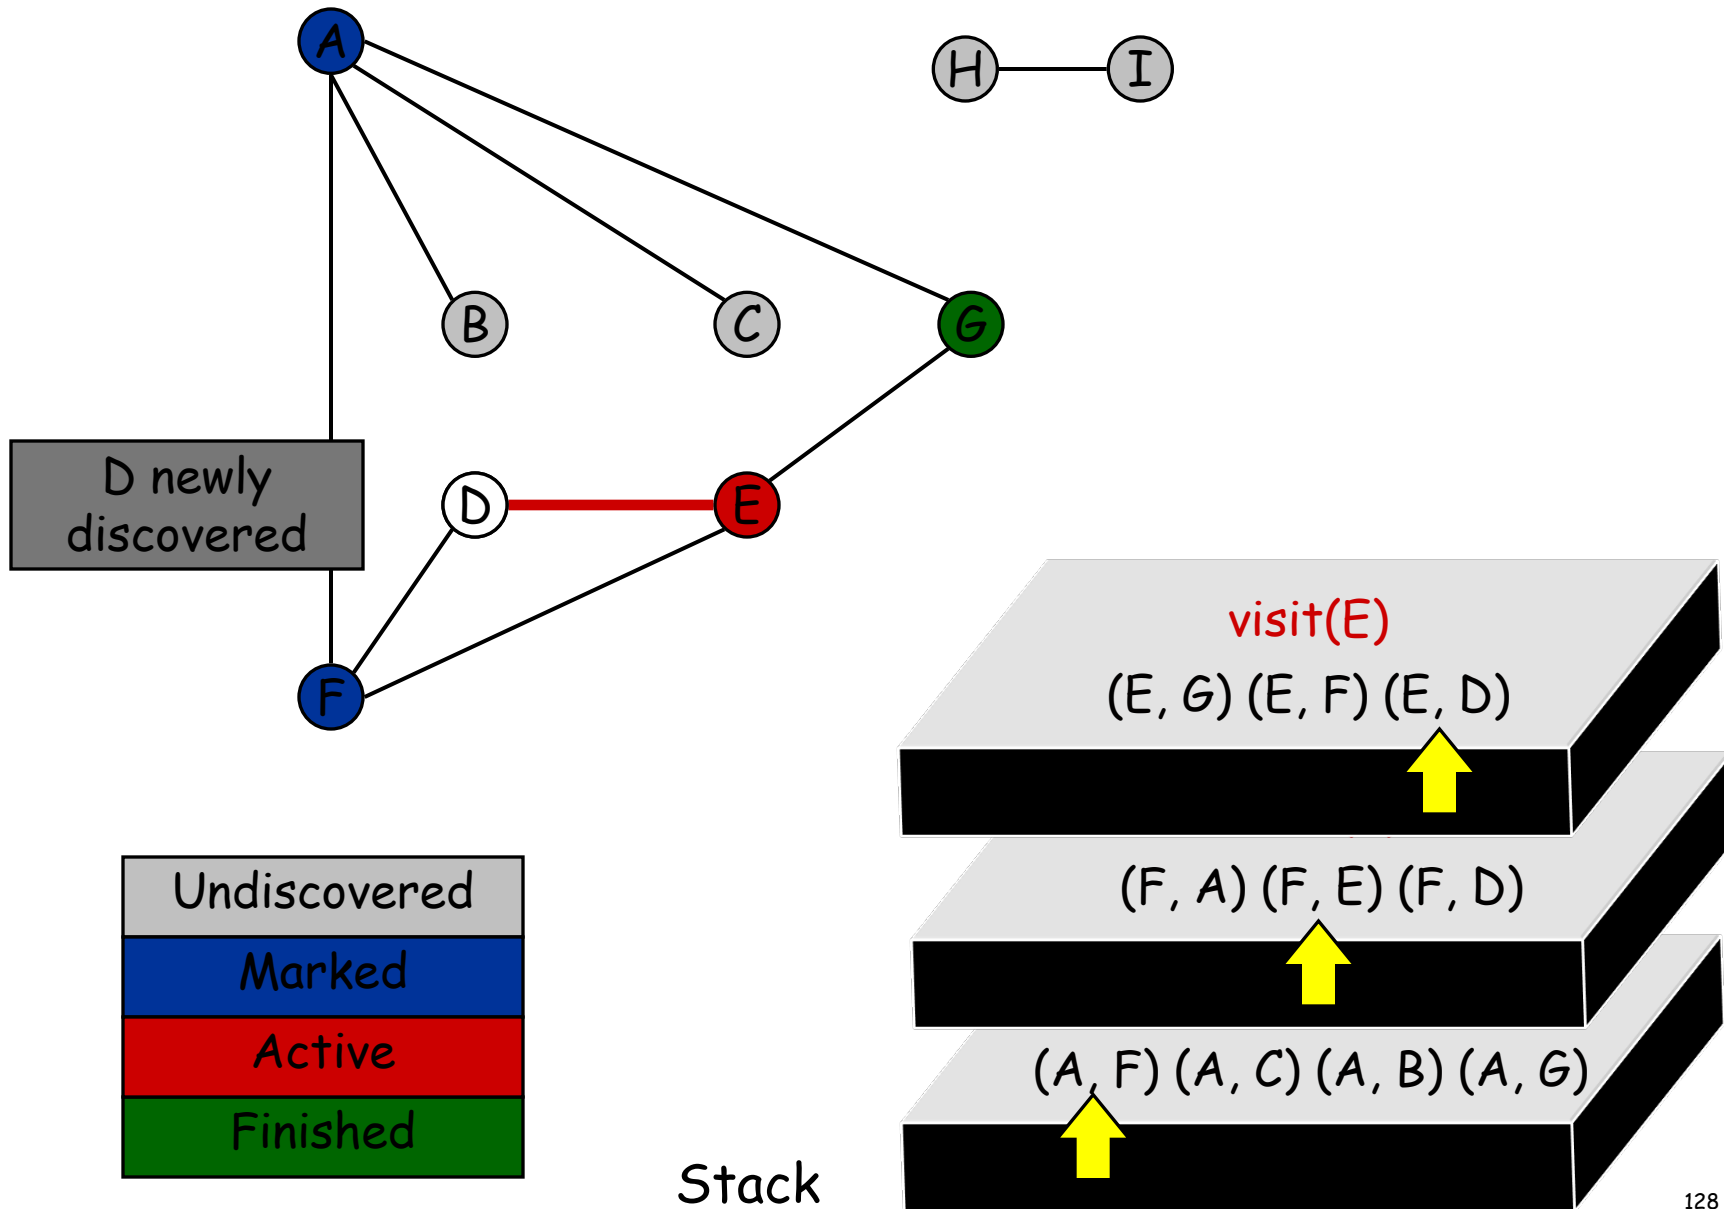 A
H
I
B
C
G
D newly
discovered
D
E
F
visit(E)
(E, G) (E, F) (E, D)
(F, A) (F, E) (F, D)
(A, F) (A, C) (A, B) (A, G)
Undiscovered
Marked
Active
Finished
Stack
128